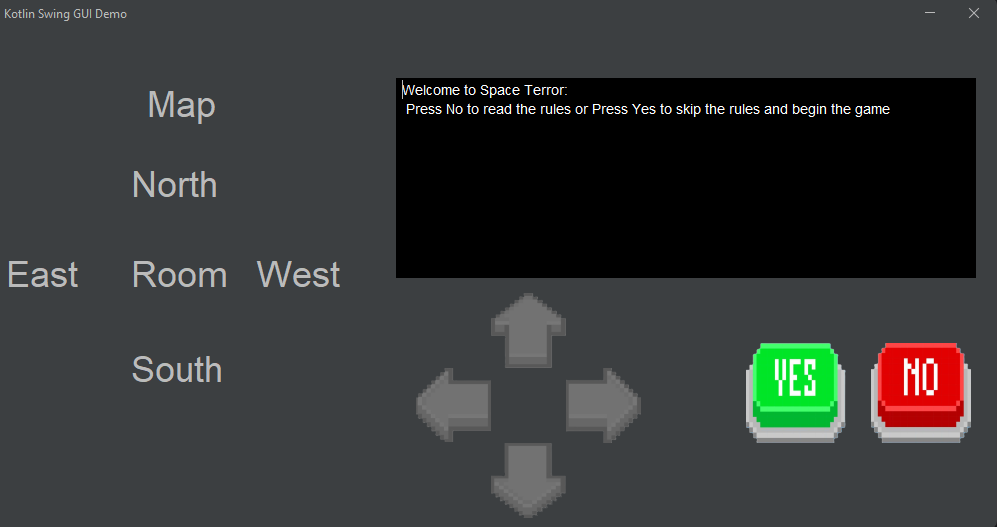 Kotlin Swing GUI Demo
Map
North
East Room West
South
Welcome to Space Terror:
Press No to read the rules or Press Yes to skip the rules and begin the game
YES NO